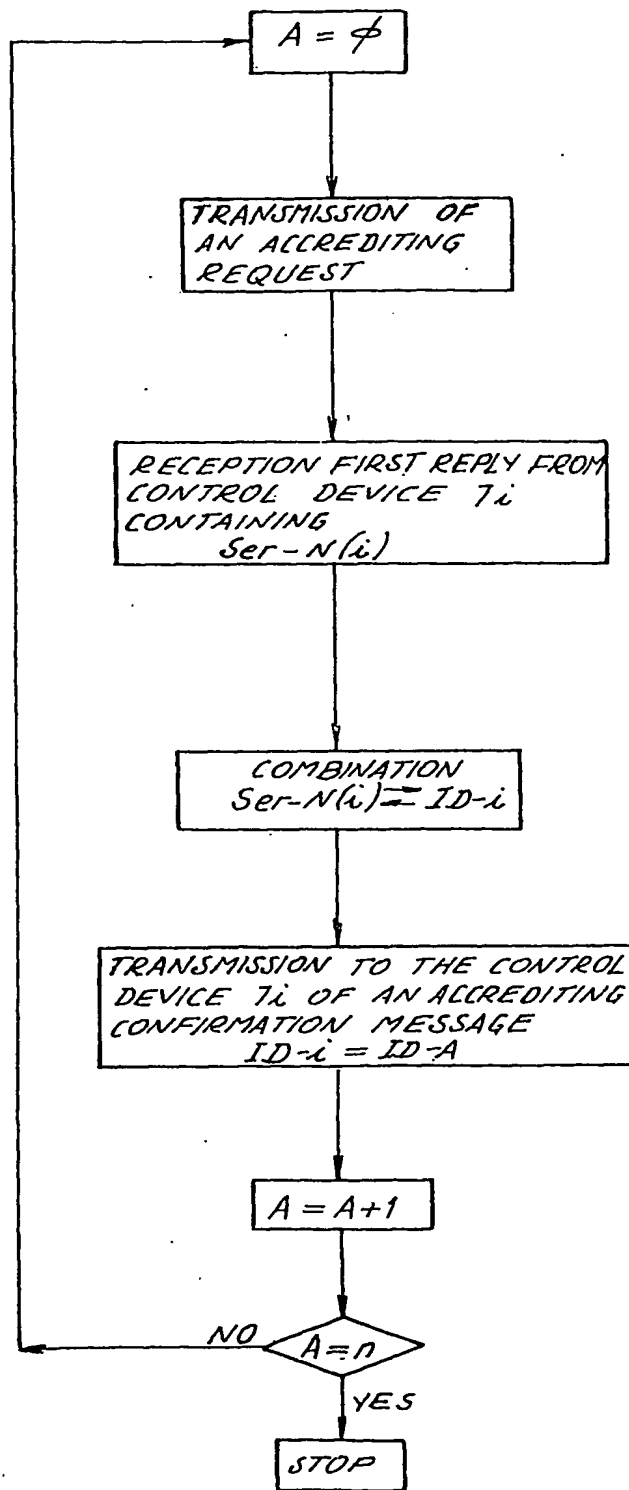 A = ϕ
TRANSMISSION OF
AN ACCREDITING
REQUEST
RECEPTION FIRST REPLY FROM
CONTROL DEVICE 7i
CONTAINING
Ser-N(i)
COMBINATION
Ser-N(i) ⇄ ID-i
TRANSMISSION TO THE CONTROL
DEVICE 7i OF AN ACCREDITING
CONFIRMATION MESSAGE
ID-i = ID-A
A = A+1
NO
A=n
YES
STOP